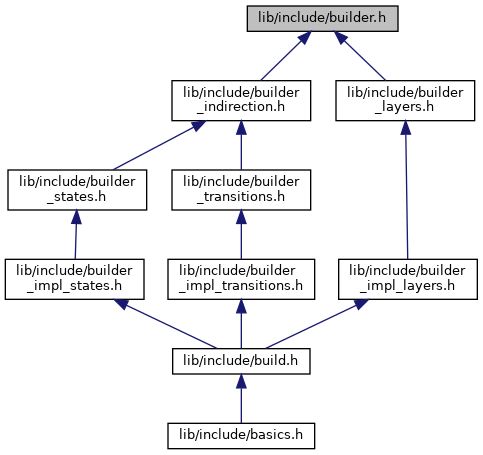 lib/include/builder.h
lib/include/builder
_indirection.h
lib/include/builder
_layers.h
lib/include/builder
_states.h
lib/include/builder
_transitions.h
lib/include/builder
_impl_states.h
lib/include/builder
_impl_transitions.h
lib/include/builder
_impl_layers.h
lib/include/build.h
lib/include/basics.h